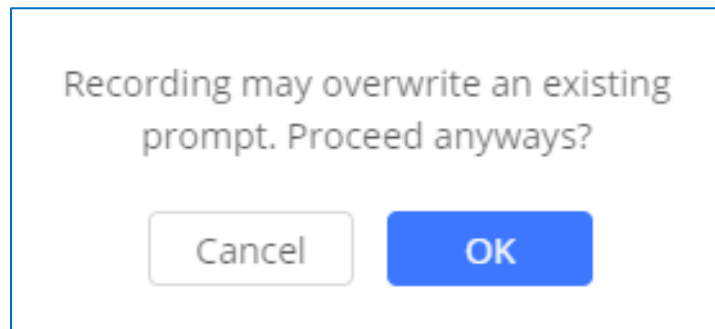 Recording may overwrite an existing
prompt. Proceed anyways?
Cancel
OK